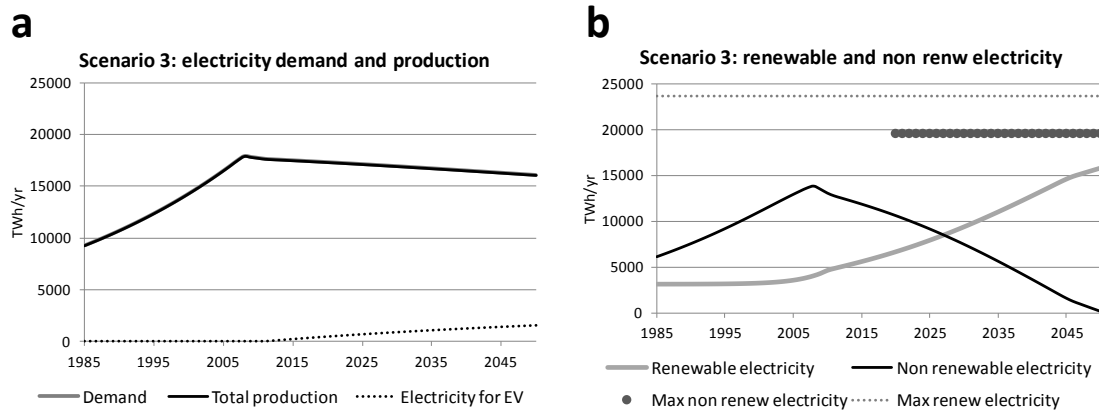 a
Scenario 3: electricity demand and production
25000
20000
15000
10000
5000
0
TWh/yr
1985 1995 2005 2015 2025 2035 2045
Demand Total production Electricity for EV
b
Scenario 3: renewable and non renw electricity
25000
20000
15000
10000
5000
0
TWh/yr
1985 1995 2005 2015 2025 2035 2045
Renewable electricity Non renewable electricity
Max non renew electricity Max renew electricity